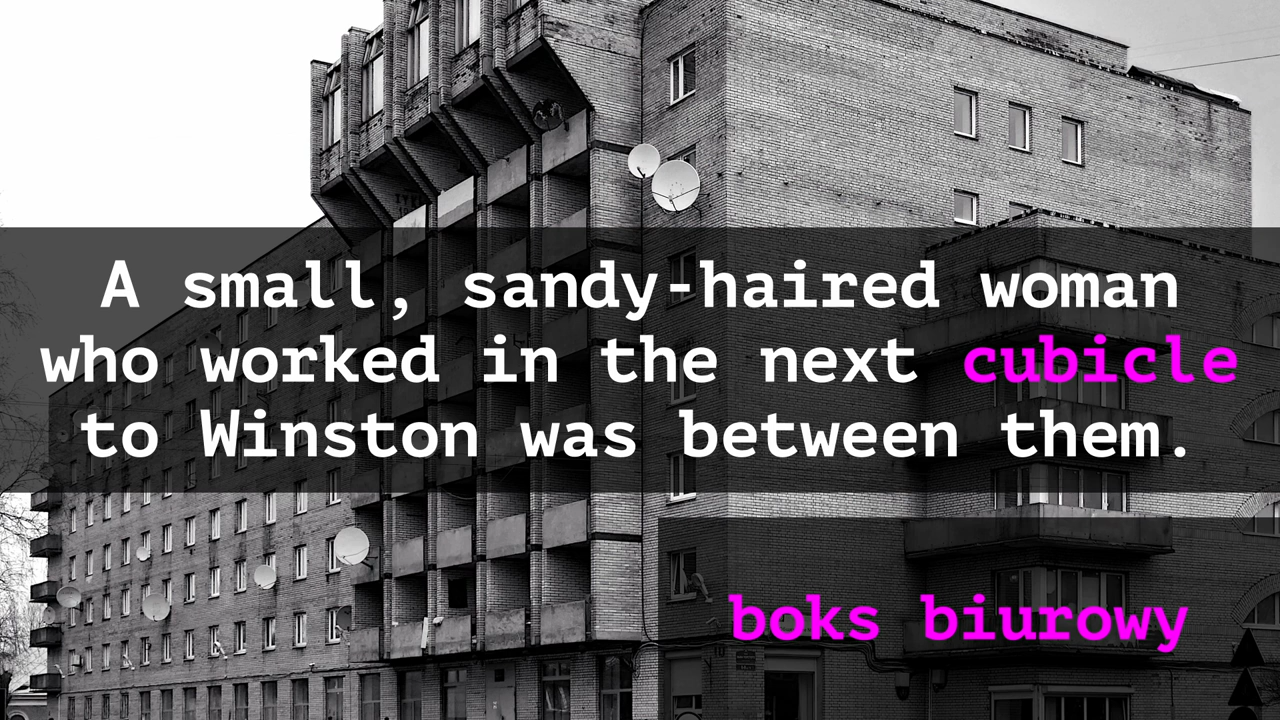 A small, sandy-haired woman
who worked in the next cubicle
to Winston was between them.
boks biurowy